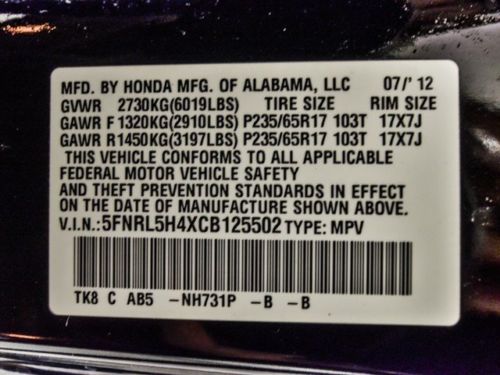 MFD. BY HONDA MFG. OF ALABAMA, LLC 07/'12
GVWR 2730KG(6019LBS) TIRE SIZE RIM SIZE
GAWR F 1320KG(2910LBS) P235/65R17 103T 17X7J
GAWR R1450KG(3197LBS) P235/65R17 103T 17X7J
THIS VEHICLE CONFORMS TO ALL APPLICABLE
FEDERAL MOTOR VEHICLE SAFETY
AND THEFT PREVENTION STANDARDS IN EFFECT
ON THE DATE OF MANUFACTURE SHOWN ABOVE.
V.I.N.:5FNRL5H4XCB125502 TYPE: MPV
TK8 C AB5 -NH731P -B -B